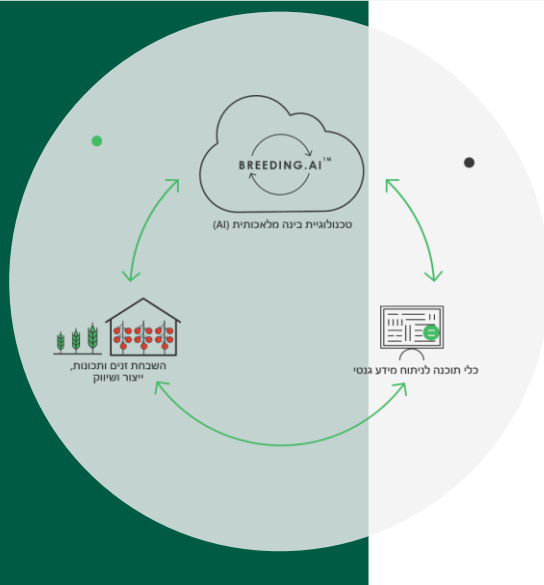 BREEDING.AI™
טכנולוגיית בינה מלאכותית (AI)
השבחת זנים ותכונות,
ייצור ושיווק
כלי תוכנה לניתוח מידע גנטי